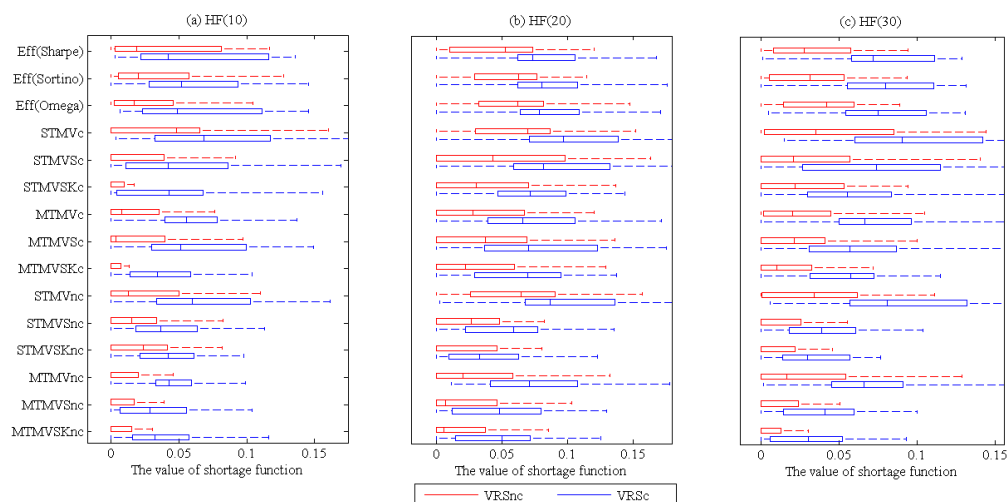 (a) HF(10)
(b) HF(20)
(c) HF(30)
Eff(Sharpe)
Eff(Sortino)
Eff(Omega)
STMVc
STMVSc
STMVSKc
MTMVc
MTMVSc
MTMVSKc
STMVnc
STMVSnc
STMVSKnc
MTMVnc
MTMVSnc
MTMVSKnc
0 0.05 0.1 0.15
0 0.05 0.1 0.15
0 0.05 0.1 0.15
The value of shortage function
The value of shortage function
The value of shortage function
VRSnc VRSc